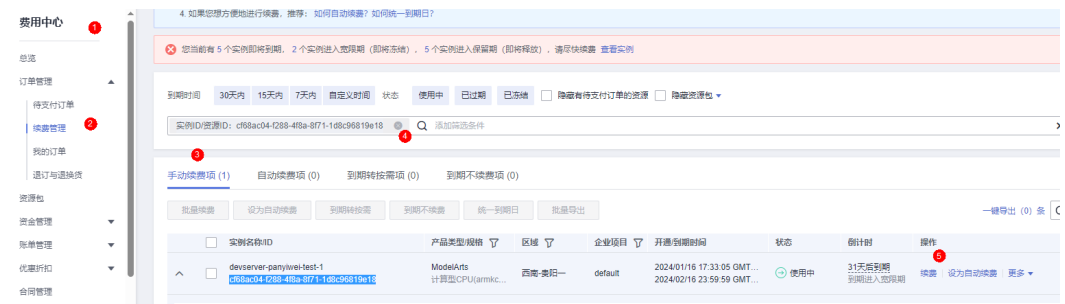 费用中心
1
总览
订单管理
待支付订单
续费管理
2
我的订单
退订与退换货
资源包
资金管理
账单管理
优惠折扣
合同管理
4. 如果您想方便地进行续费，推荐：如何自动续费? 如何统一到期日?
您当前有 5 个实例即将到期，2 个实例进入宽限期（即将冻结），5 个实例进入保留期（即将释放），请尽快续费 查看实例
到期时间 30天内 15天内 7天内 自定义时间 状态 使用中 已过期 已冻结 隐藏有待支付订单的资源 隐藏资源包
实例ID/资源ID: cf68ac04-f288-4f8a-8f71-1d8c96819e18 添加筛选条件
4
3
手动续费项 (1) 自动续费项 (0) 到期转按需项 (0) 到期不续费项 (0)
批量续费 设为自动续费 到期转按需 到期不续费 统一到期日 批量导出
一键导出（0）条
实例名称/ID 产品类型/规格 区域 企业项目 开通/到期时间 状态 倒计时 操作
5
devserver-panyiwei-test-1 ModelArts 西南-贵阳一 default 2024/01/16 17:33:05 GMT... 使用中 31天后到期 续费 设为自动续费 更多
cf68ac04-f288-4f8a-8f71-1d8c96819e18 计算型CPU(armkc... 2024/02/16 23:59:59 GMT... 到期进入宽限期